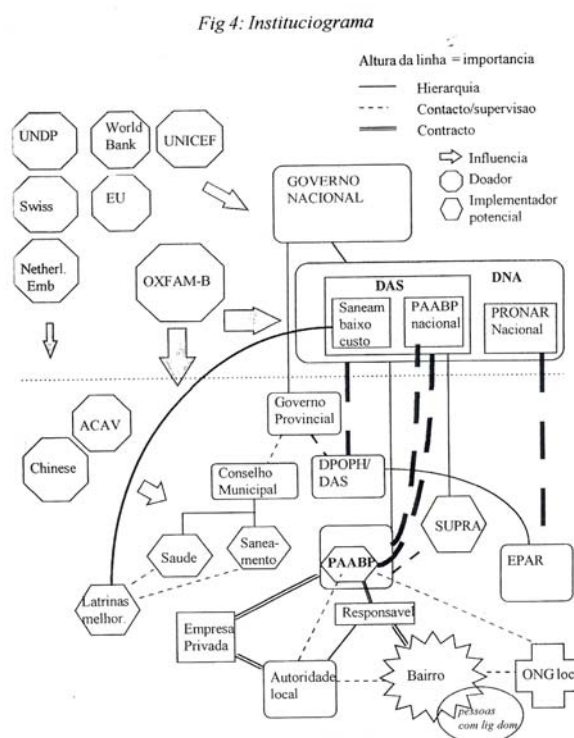 Fig 4: Instituciograma
Altura da linha = importancia
Hierarquia
Contacto/supervisao
Contracto
Influencia
Doador
Implementador
potencial
UNDP
World
Bank
UNICEF
Swiss
EU
Netherl.
Emb
OXFAM-B
GOVERNO
NACIONAL
DAS
DNA
Saneam
baixo
custo
PAABP
nacional
PRONAR
Nacional
ACAV
Chinese
Governo
Provincial
Conselho
Municipal
DPOPH/
DAS
SUPRA
EPAR
Saude
Sanea-
mento
Latrinas
melhor.
PAABP
Responsavel
Empresa
Privada
Autoridade
local
Bairro
ONG loc
pessoas
com lig dom